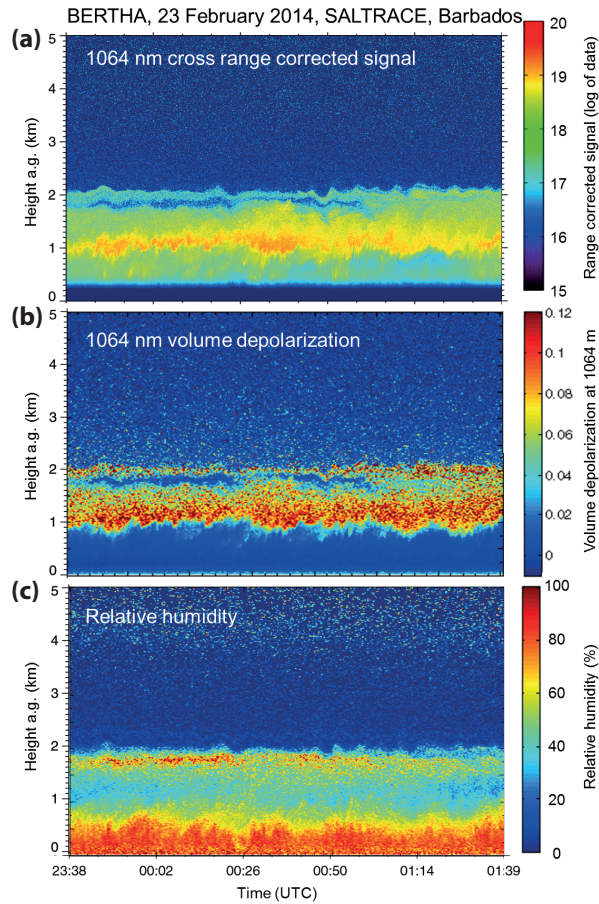 BERTHA, 23 February 2014, SALTRACE, Barbados
(a)
1064 nm cross range corrected signal
Height a.g. (km)
5
4
3
2
1
0
20
19
18
17
16
15
Range corrected signal (log of data)
(b)
1064 nm volume depolarization
Height a.g. (km)
5
4
3
2
1
0
0.12
0.10
0.08
0.06
0.04
0.02
0
Volume depolarization at 1064 m
(c)
Relative humidity
Height a.g. (km)
5
4
3
2
1
0
100
80
60
40
20
0
Relative humidity (%)
23:38 00:02 00:26 00:50 01:14 01:39
Time (UTC)